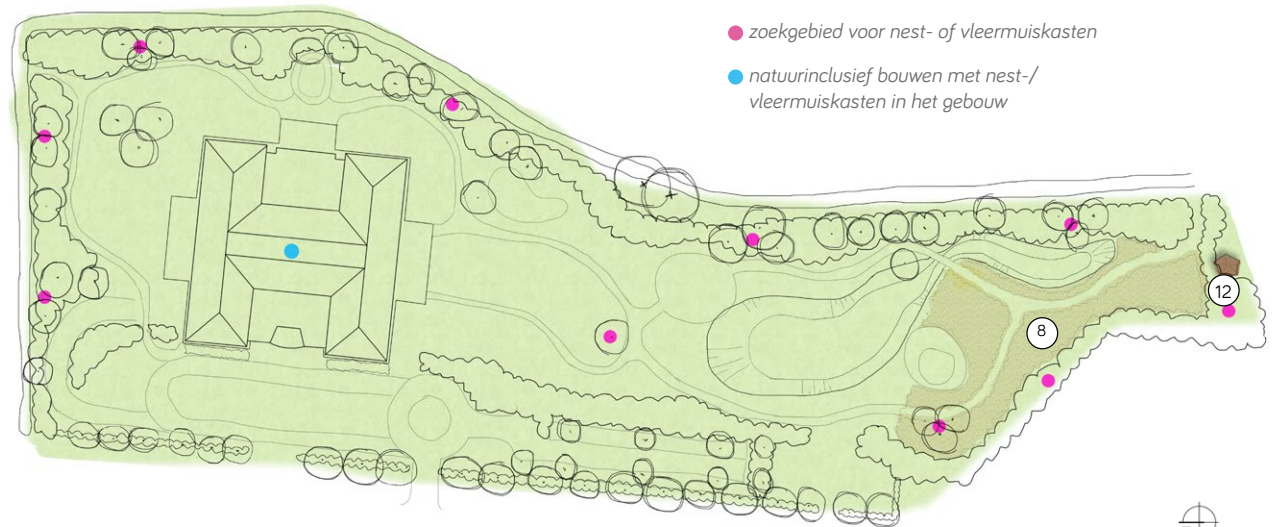 zoekgebied voor nest- of vleermuiskasten
natuurinclusief bouwen met nest-/
vleermuiskasten in het gebouw
12
8